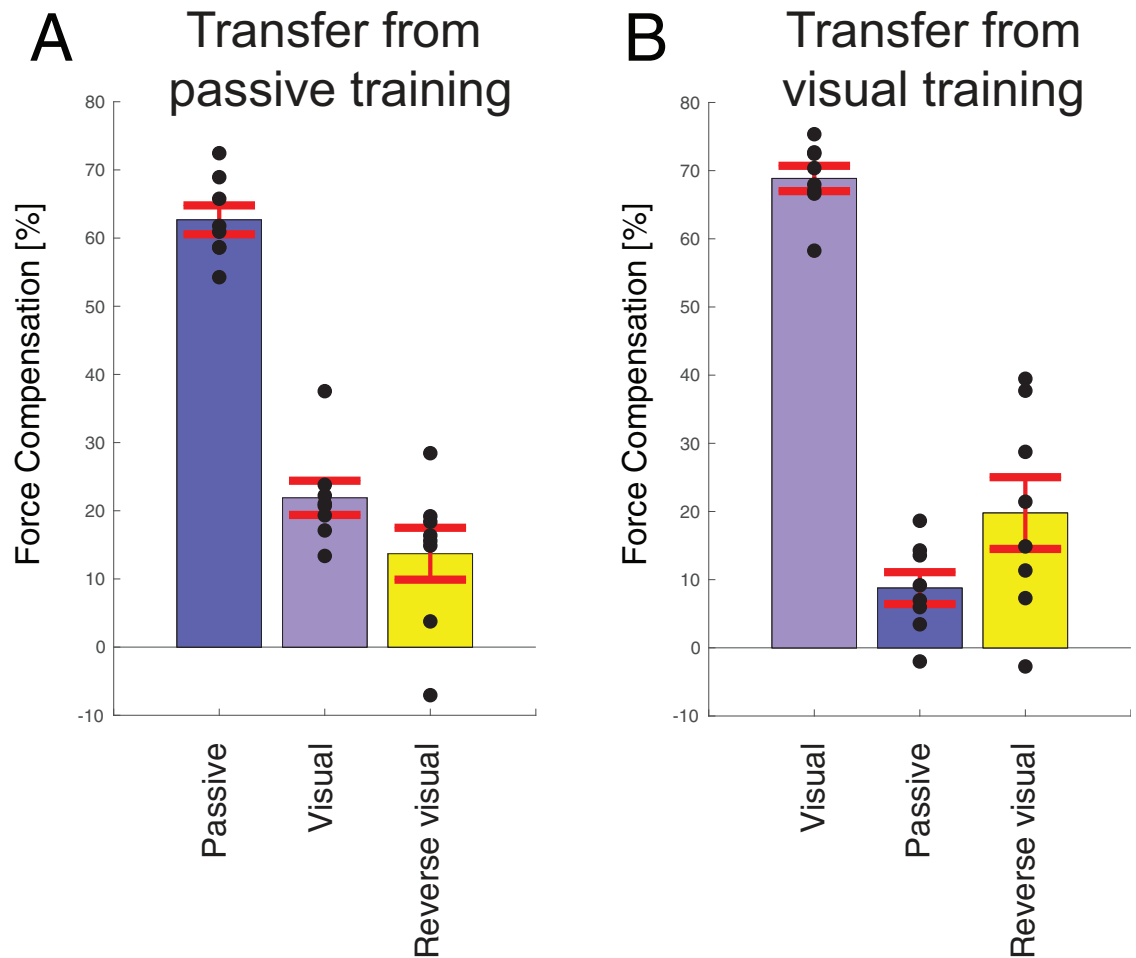 A
Transfer from
passive training
Force Compensation [%]
80
70
60
50
40
30
20
10
0
-10
Passive
Visual
Reverse visual
B
Transfer from
visual training
Force Compensation [%]
80
70
60
50
40
30
20
10
0
-10
Visual
Passive
Reverse visual